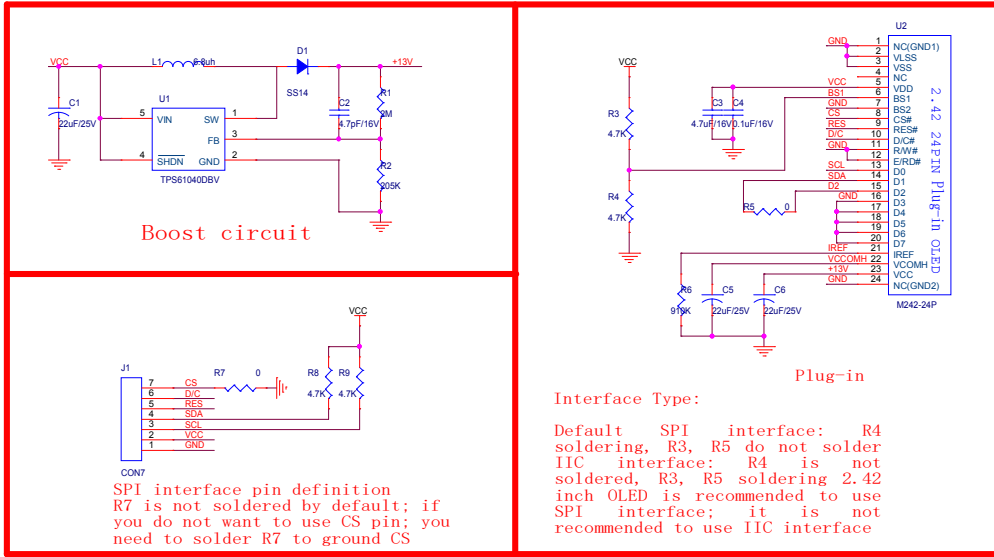 VCC
L1
6.8uh
D1
SS14
+13V
C1
22uF/25V
U1
5 VIN SW 1
FB 3
4 SHDN GND 2
TPS61040DBV
C2
4.7pF/16V
R1
2M
R2
205K
Boost circuit
U2
GND 1 NC(GND1)
2 VLSS
3 VSS
4 NC
VCC 5 VDD
BS1 6 BS1
GND 7 BS2
CS 8 CS#
RES 9 RES#
D/C 10 D/C#
GND 11 R/W#
12 E/RD#
SCL 13 D0
SDA 14 D1
D2 15 D2
GND 16 D3
17 D4
18 D5
19 D6
20 D7
IREF 21 IREF
VCCOMH 22 VCOMH
+13V 23 VCC
GND 24 NC(GND2)
2.42 24PIN Plug-in OLED
M242-24P
VCC
R3
4.7K
R4
4.7K
C3
4.7uF/16V
C4
0.1uF/16V
R5 0
R6
910K
C5
22uF/25V
C6
22uF/25V
Plug-in
Interface Type:
Default SPI interface: R4
soldering, R3, R5 do not solder
IIC interface: R4 is not
soldered, R3, R5 soldering 2.42
inch OLED is recommended to use
SPI interface; it is not
recommended to use IIC interface
VCC
J1
7 CS
6 D/C
5 RES
4 SDA
3 SCL
2 VCC
1 GND
CON7
R7 0
R8
4.7K
R9
4.7K
SPI interface pin definition
R7 is not soldered by default; if
you do not want to use CS pin; you
need to solder R7 to ground CS